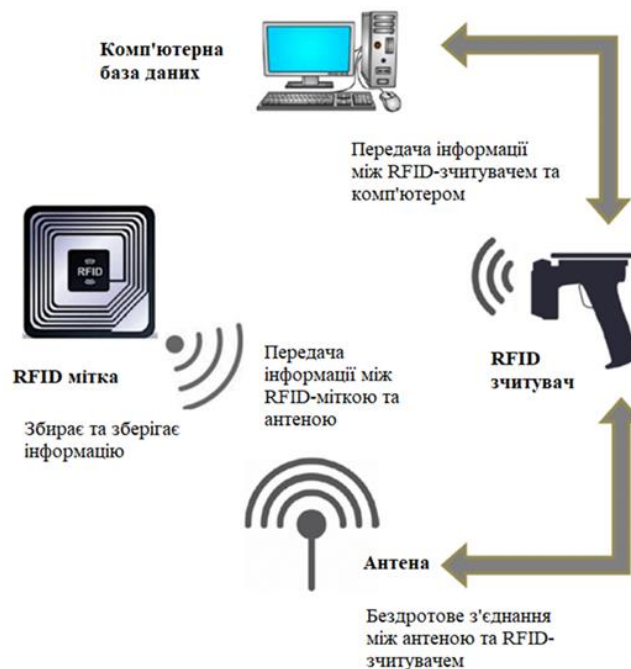 Комп'ютерна
база даних
Передача інформації
між RFID-зчитувачем та
комп'ютером
RFID
RFID мітка
Збирає та зберігає
інформацію
Передача
інформації між
RFID-міткою та
антеною
RFID
зчитувач
Антена
Бездротове з'єднання
між антеною та RFID-
зчитувачем